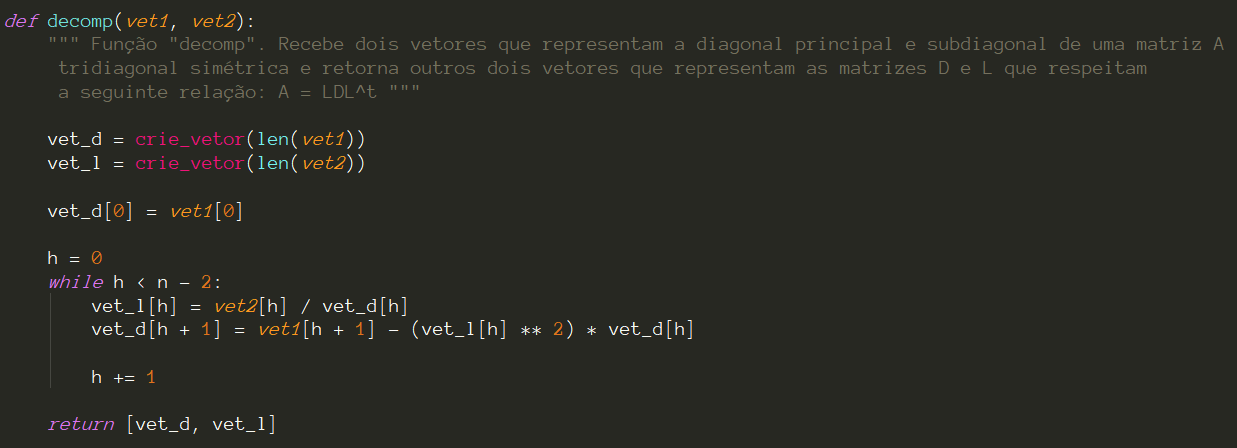 def decomp(vet1, vet2):
    """ Função "decomp". Recebe dois vetores que representam a diagonal principal e subdiagonal de uma matriz A
     tridiagonal simétrica e retorna outros dois vetores que representam as matrizes D e L que respeitam
     a seguinte relação: A = LDL^t """
    vet_d = crie_vetor(len(vet1))
    vet_l = crie_vetor(len(vet2))
    vet_d[0] = vet1[0]
    h = 0
    while h < n - 2:
        vet_l[h] = vet2[h] / vet_d[h]
        vet_d[h + 1] = vet1[h + 1] - (vet_l[h] ** 2) * vet_d[h]
        h += 1
    return [vet_d, vet_l]